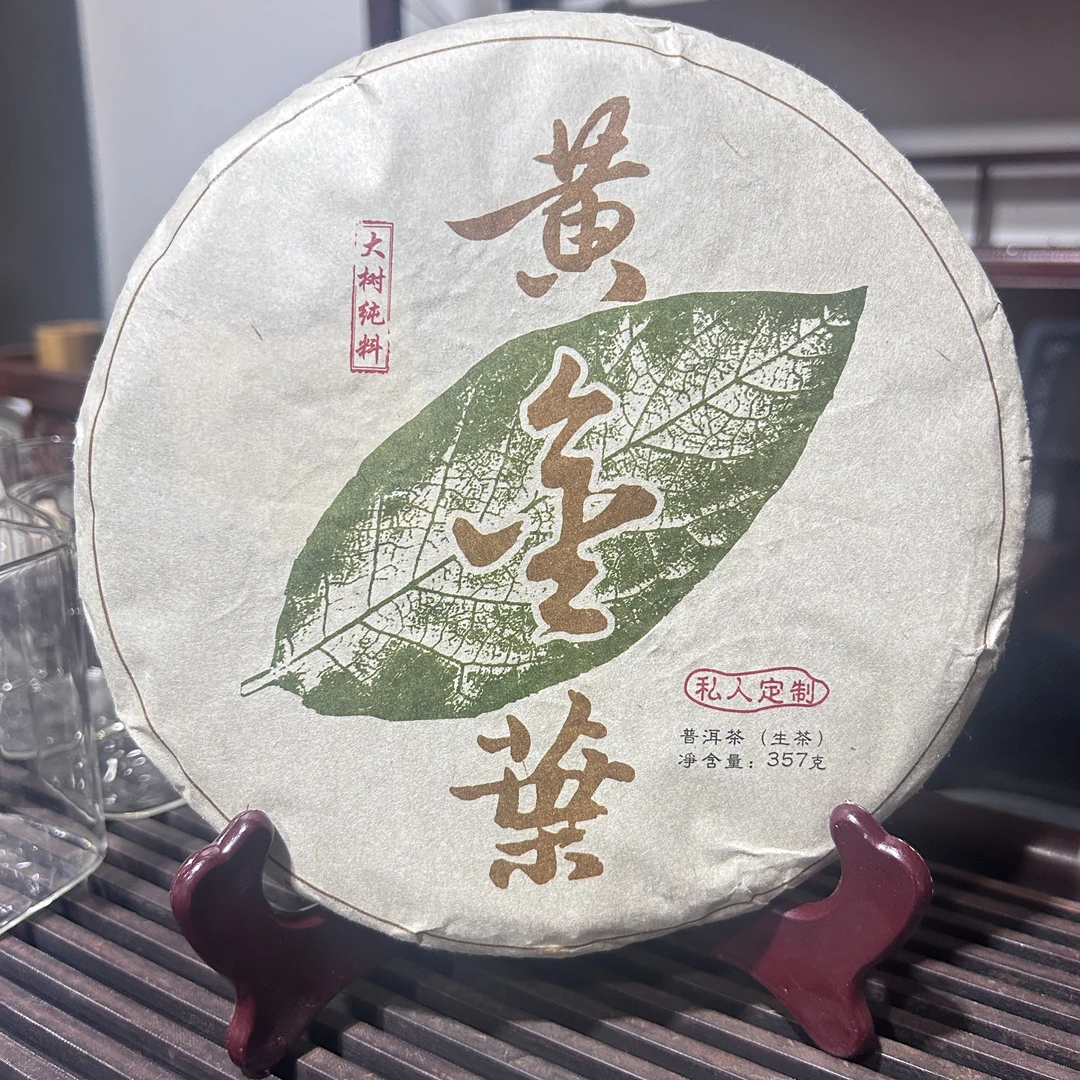 黄金葉
大树纯料
私人定制
普洱茶（生茶）
净含量：357克